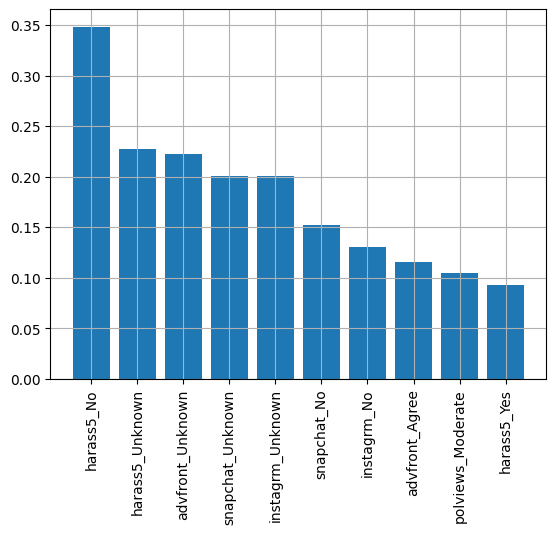 0.35
0.30
0.25
0.20
0.15
0.10
0.05
0.00
harass5_No
harass5_Unknown
advfront_Unknown
snapchat_Unknown
instagrm_Unknown
snapchat_No
instagrm_No
advfront_Agree
polviews_Moderate
harass5_Yes